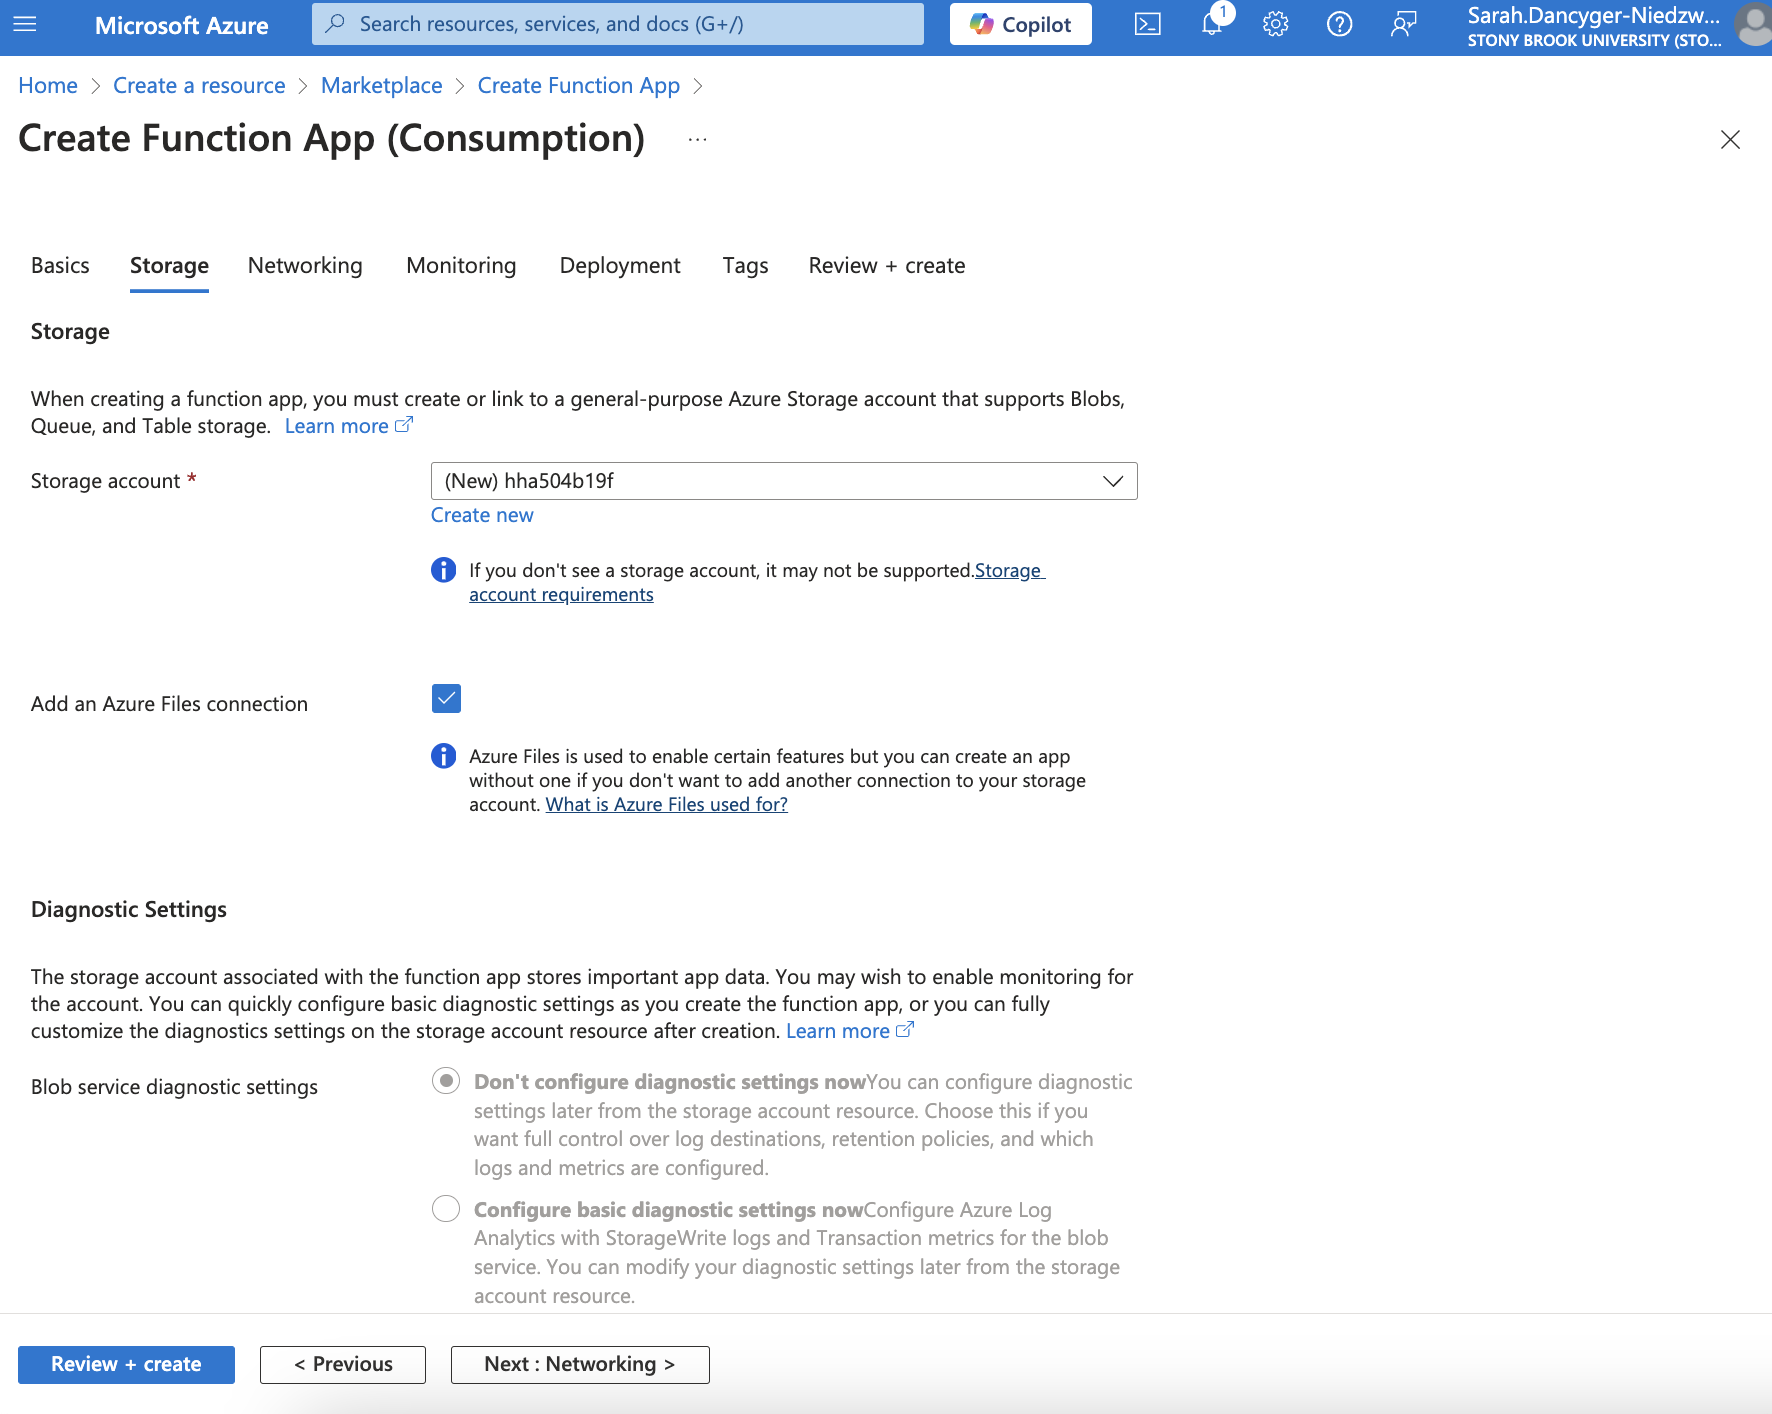 Microsoft Azure
Search resources, services, and docs (G+/)
Copilot
1
Sarah.Dancyger-Niedzw...
STONY BROOK UNIVERSITY (STO...
Home > Create a resource > Marketplace > Create Function App >
Create Function App (Consumption) ...
Basics Storage Networking Monitoring Deployment Tags Review + create
Storage
When creating a function app, you must create or link to a general-purpose Azure Storage account that supports Blobs,
Queue, and Table storage. Learn more
Storage account *
(New) hha504b19f
Create new
If you don't see a storage account, it may not be supported.Storage
account requirements
Add an Azure Files connection
Azure Files is used to enable certain features but you can create an app
without one if you don't want to add another connection to your storage
account. What is Azure Files used for?
Diagnostic Settings
The storage account associated with the function app stores important app data. You may wish to enable monitoring for
the account. You can quickly configure basic diagnostic settings as you create the function app, or you can fully
customize the diagnostics settings on the storage account resource after creation. Learn more
Blob service diagnostic settings
Don't configure diagnostic settings nowYou can configure diagnostic
settings later from the storage account resource. Choose this if you
want full control over log destinations, retention policies, and which
logs and metrics are configured.
Configure basic diagnostic settings nowConfigure Azure Log
Analytics with StorageWrite logs and Transaction metrics for the blob
service. You can modify your diagnostic settings later from the storage
account resource.
Review + create
< Previous
Next : Networking >